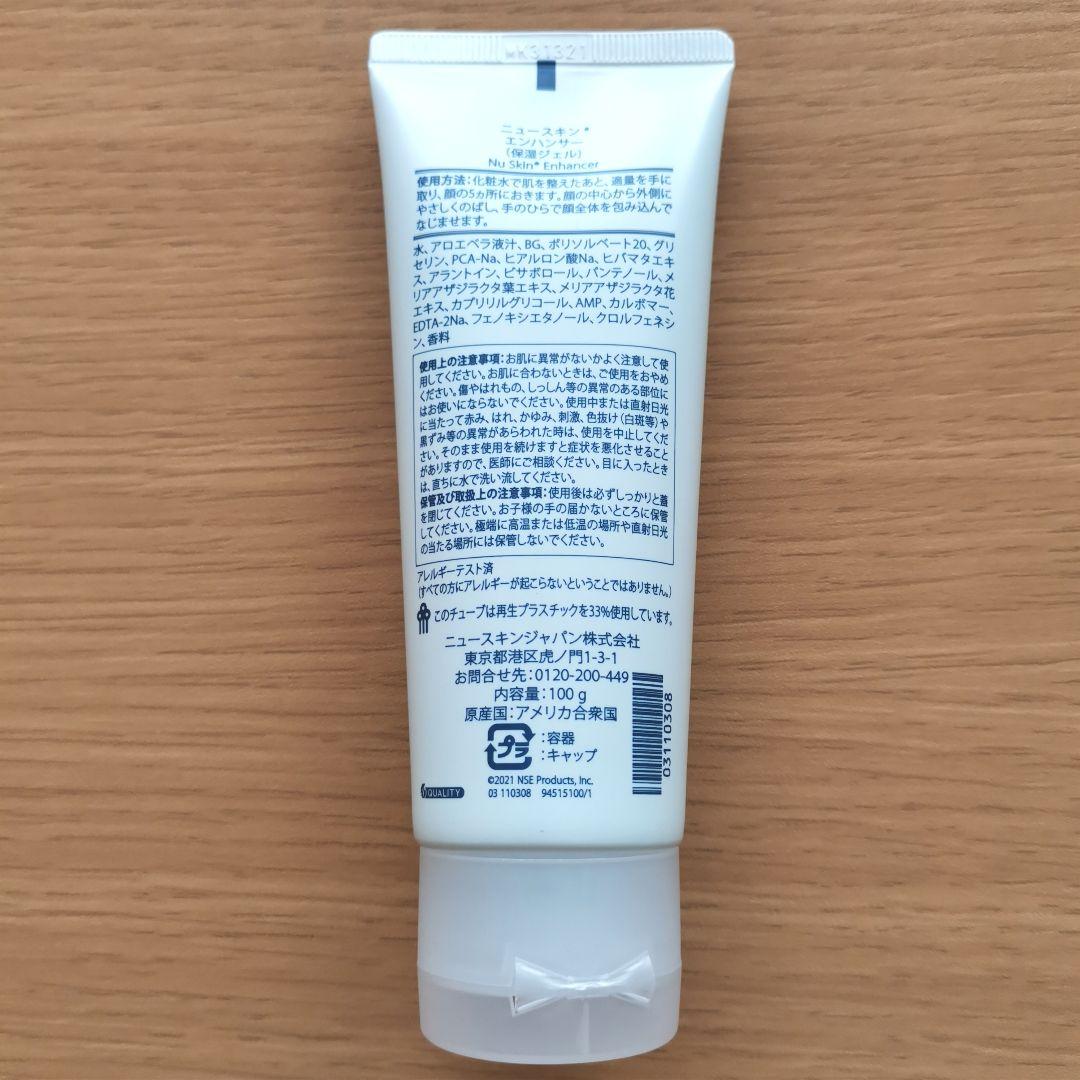 MK31321
ニュースキン®
エンハンサー
(保湿ジェル)
Nu Skin® Enhancer
使用方法:化粧水で肌を整えたあと、適量を手に
取り、顔の5ヵ所におきます。顔の中心から外側に
やさしくのばし、手のひらで顔全体を包み込んで
なじませます。
水、アロエベラ液汁、BG、ポリソルベート20、グリ
セリン、PCA-Na、ヒアルロン酸Na、ヒバマタエキ
ス、アラントイン、ビサボロール、パンテノール、メ
リアアザジラクタ葉エキス、メリアアザジラクタ花
エキス、カプリリルグリコール、AMP、カルボマー、
EDTA-2Na、フェノキシエタノール、クロルフェネシ
ン、香料
使用上の注意事項:お肌に異常がないかよく注意して使
用してください。お肌に合わないときは、ご使用をおやめ
ください。傷やはれもの、しっしん等の異常のある部位に
はお使いにならないでください。使用中または直射日光
に当たって赤み、はれ、かゆみ、刺激、色抜け(白斑等)や
黒ずみ等の異常があらわれた時は、使用を中止してくだ
さい。そのまま使用を続けますと症状を悪化させること
がありますので、医師にご相談ください。目に入ったとき
は、直ちに水で洗い流してください。
保管及び取扱上の注意事項:使用後は必ずしっかりと蓋
を閉じてください。お子様の手の届かないところに保管
してください。極端に高温または低温の場所や直射日光
の当たる場所には保管しないでください。
アレルギーテスト済
(すべての方にアレルギーが起こらないということではありません。)
このチューブは再生プラスチックを33%使用しています。
ニュースキンジャパン株式会社
東京都港区虎ノ門1-3-1
お問合せ先:0120-200-449
内容量:100 g
原産国:アメリカ合衆国
プラ
:容器
:キャップ
©2021 NSE Products, Inc.
03 110308 94515100/1
6 QUALITY
03110308